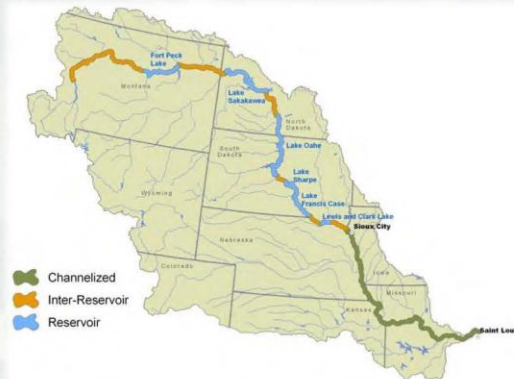 Fort Peck
Lake
Montana
Lake
Sakakawea
North
Dakota
Lake Oahe
South
Dakota
Lake
Sharpe
Wyoming
Lake
Francis Case
Lewis and Clark Lake
Sioux City
Nebraska
Iowa
Colorado
Missouri
Kansas
Saint Lou
Channelized
Inter-Reservoir
Reservoir